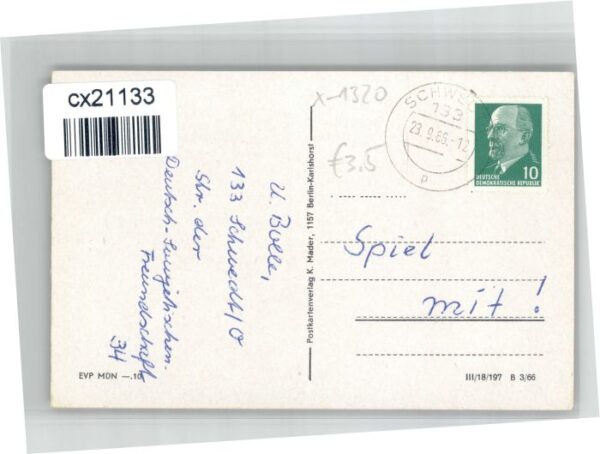 cx21133
x-1320
€3,5
SCHWE
133
23.9.66.-12
p
DEUTSCHE
DEMOKRATISCHE REPUBLIK
10
U. Bolle,
133 Schwedt/O
Str. der
Deutsch-Sowjetischen
Freundschaft
34
Postkartenverlag K. Mader, 1157 Berlin-Karlshorst
Spiel
mit!
EVP MDN —.10
III/18/197 B 3/66